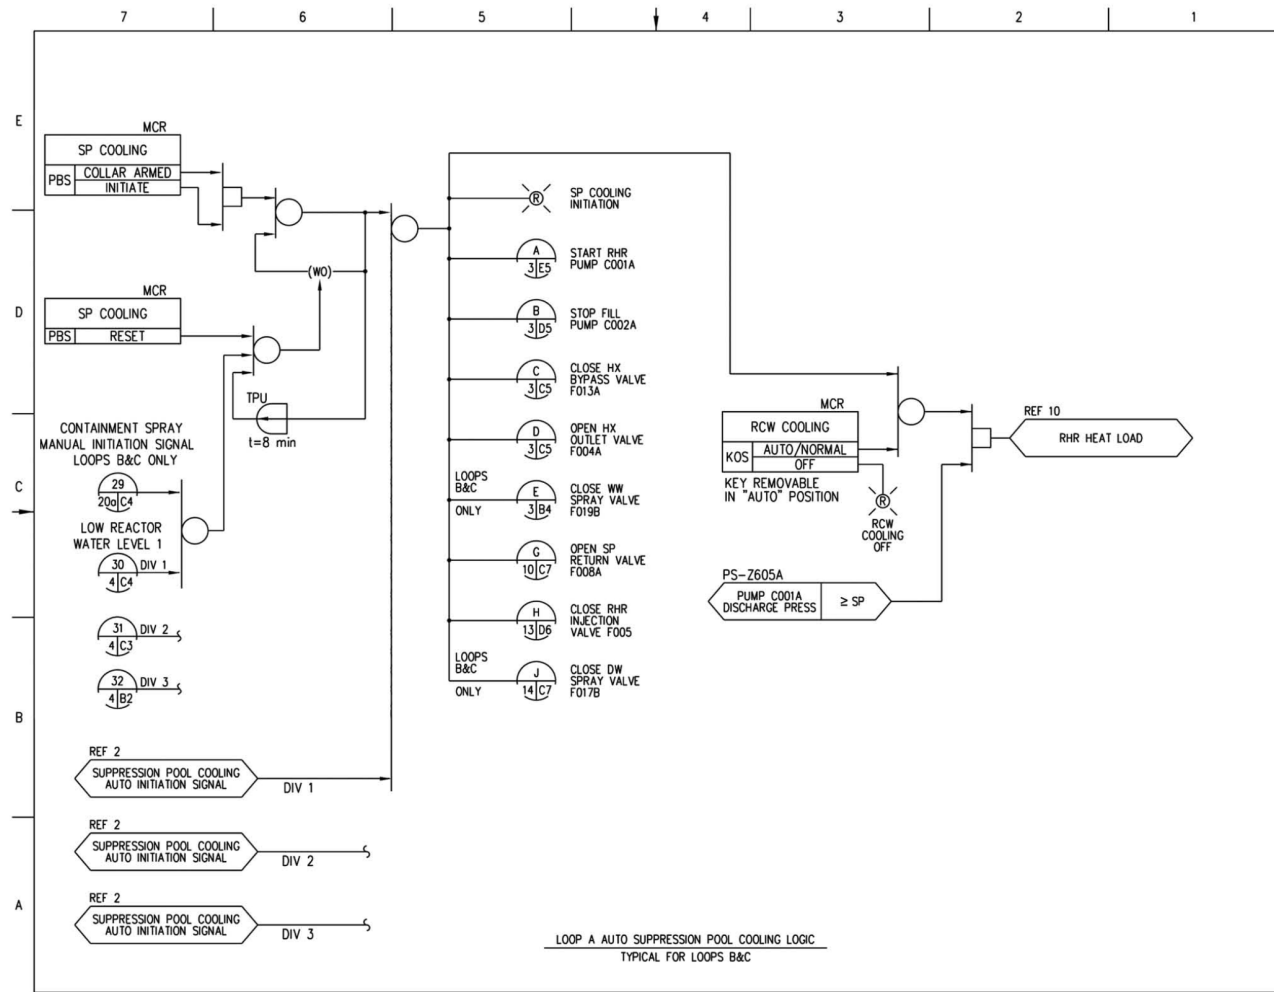 7 6 5 4 3 2 1
E
D
C
B
A
MCR
SP COOLING
PBS COLLAR ARMED
INITIATE
MCR
SP COOLING
PBS RESET
(WO)
TPU
t=8 min
CONTAINMENT SPRAY
MANUAL INITIATION SIGNAL
LOOPS B&C ONLY
29
20a C4
LOW REACTOR
WATER LEVEL 1
30 DIV 1
4 C4
31 DIV 2
4 C3
32 DIV 3
4 B2
REF 2
SUPPRESSION POOL COOLING
AUTO INITIATION SIGNAL
DIV 1
REF 2
SUPPRESSION POOL COOLING
AUTO INITIATION SIGNAL
DIV 2
REF 2
SUPPRESSION POOL COOLING
AUTO INITIATION SIGNAL
DIV 3
R
SP COOLING
INITIATION
A
3 E5
START RHR
PUMP C001A
B
3 D5
STOP FILL
PUMP C002A
C
3 C5
CLOSE HX
BYPASS VALVE
F013A
D
3 C5
OPEN HX
OUTLET VALVE
F004A
LOOPS
B&C
ONLY
E
3 B4
CLOSE WW
SPRAY VALVE
F019B
G
10 C7
OPEN SP
RETURN VALVE
F008A
H
13 D6
CLOSE RHR
INJECTION
VALVE F005
LOOPS
B&C
ONLY
J
14 C7
CLOSE DW
SPRAY VALVE
F017B
MCR
RCW COOLING
KOS AUTO/NORMAL
OFF
KEY REMOVABLE
IN "AUTO" POSITION
R
RCW
COOLING
OFF
PS-Z605A
PUMP C001A
DISCHARGE PRESS
≥ SP
REF 10
RHR HEAT LOAD
LOOP A AUTO SUPPRESSION POOL COOLING LOGIC
TYPICAL FOR LOOPS B&C